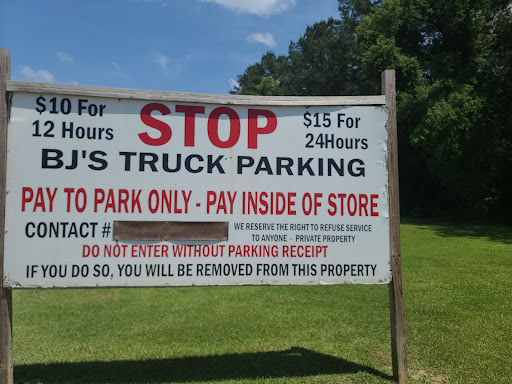 $10 For
12 Hours
STOP
$15 For
24Hours
BJ'S TRUCK PARKING
PAY TO PARK ONLY - PAY INSIDE OF STORE
CONTACT #
WE RESERVE THE RIGHT TO REFUSE SERVICE
TO ANYONE - PRIVATE PROPERTY
DO NOT ENTER WITHOUT PARKING RECEIPT
IF YOU DO SO, YOU WILL BE REMOVED FROM THIS PROPERTY